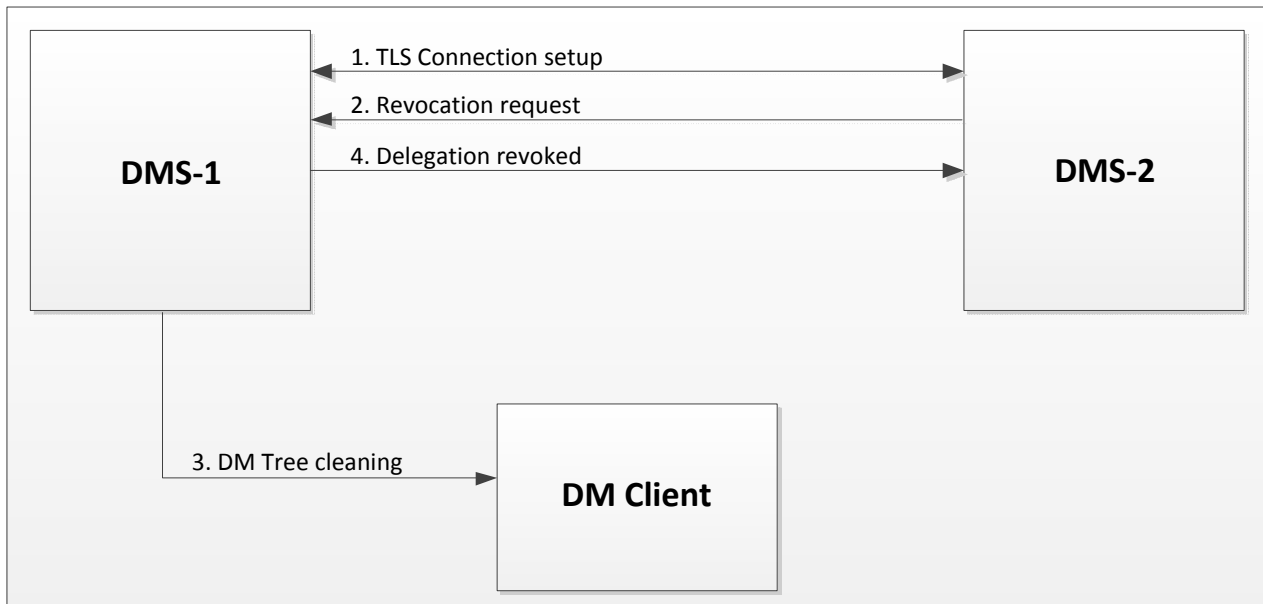 1. TLS Connection setup
2. Revocation request
4. Delegation revoked
DMS-1
DMS-2
3. DM Tree cleaning
DM Client